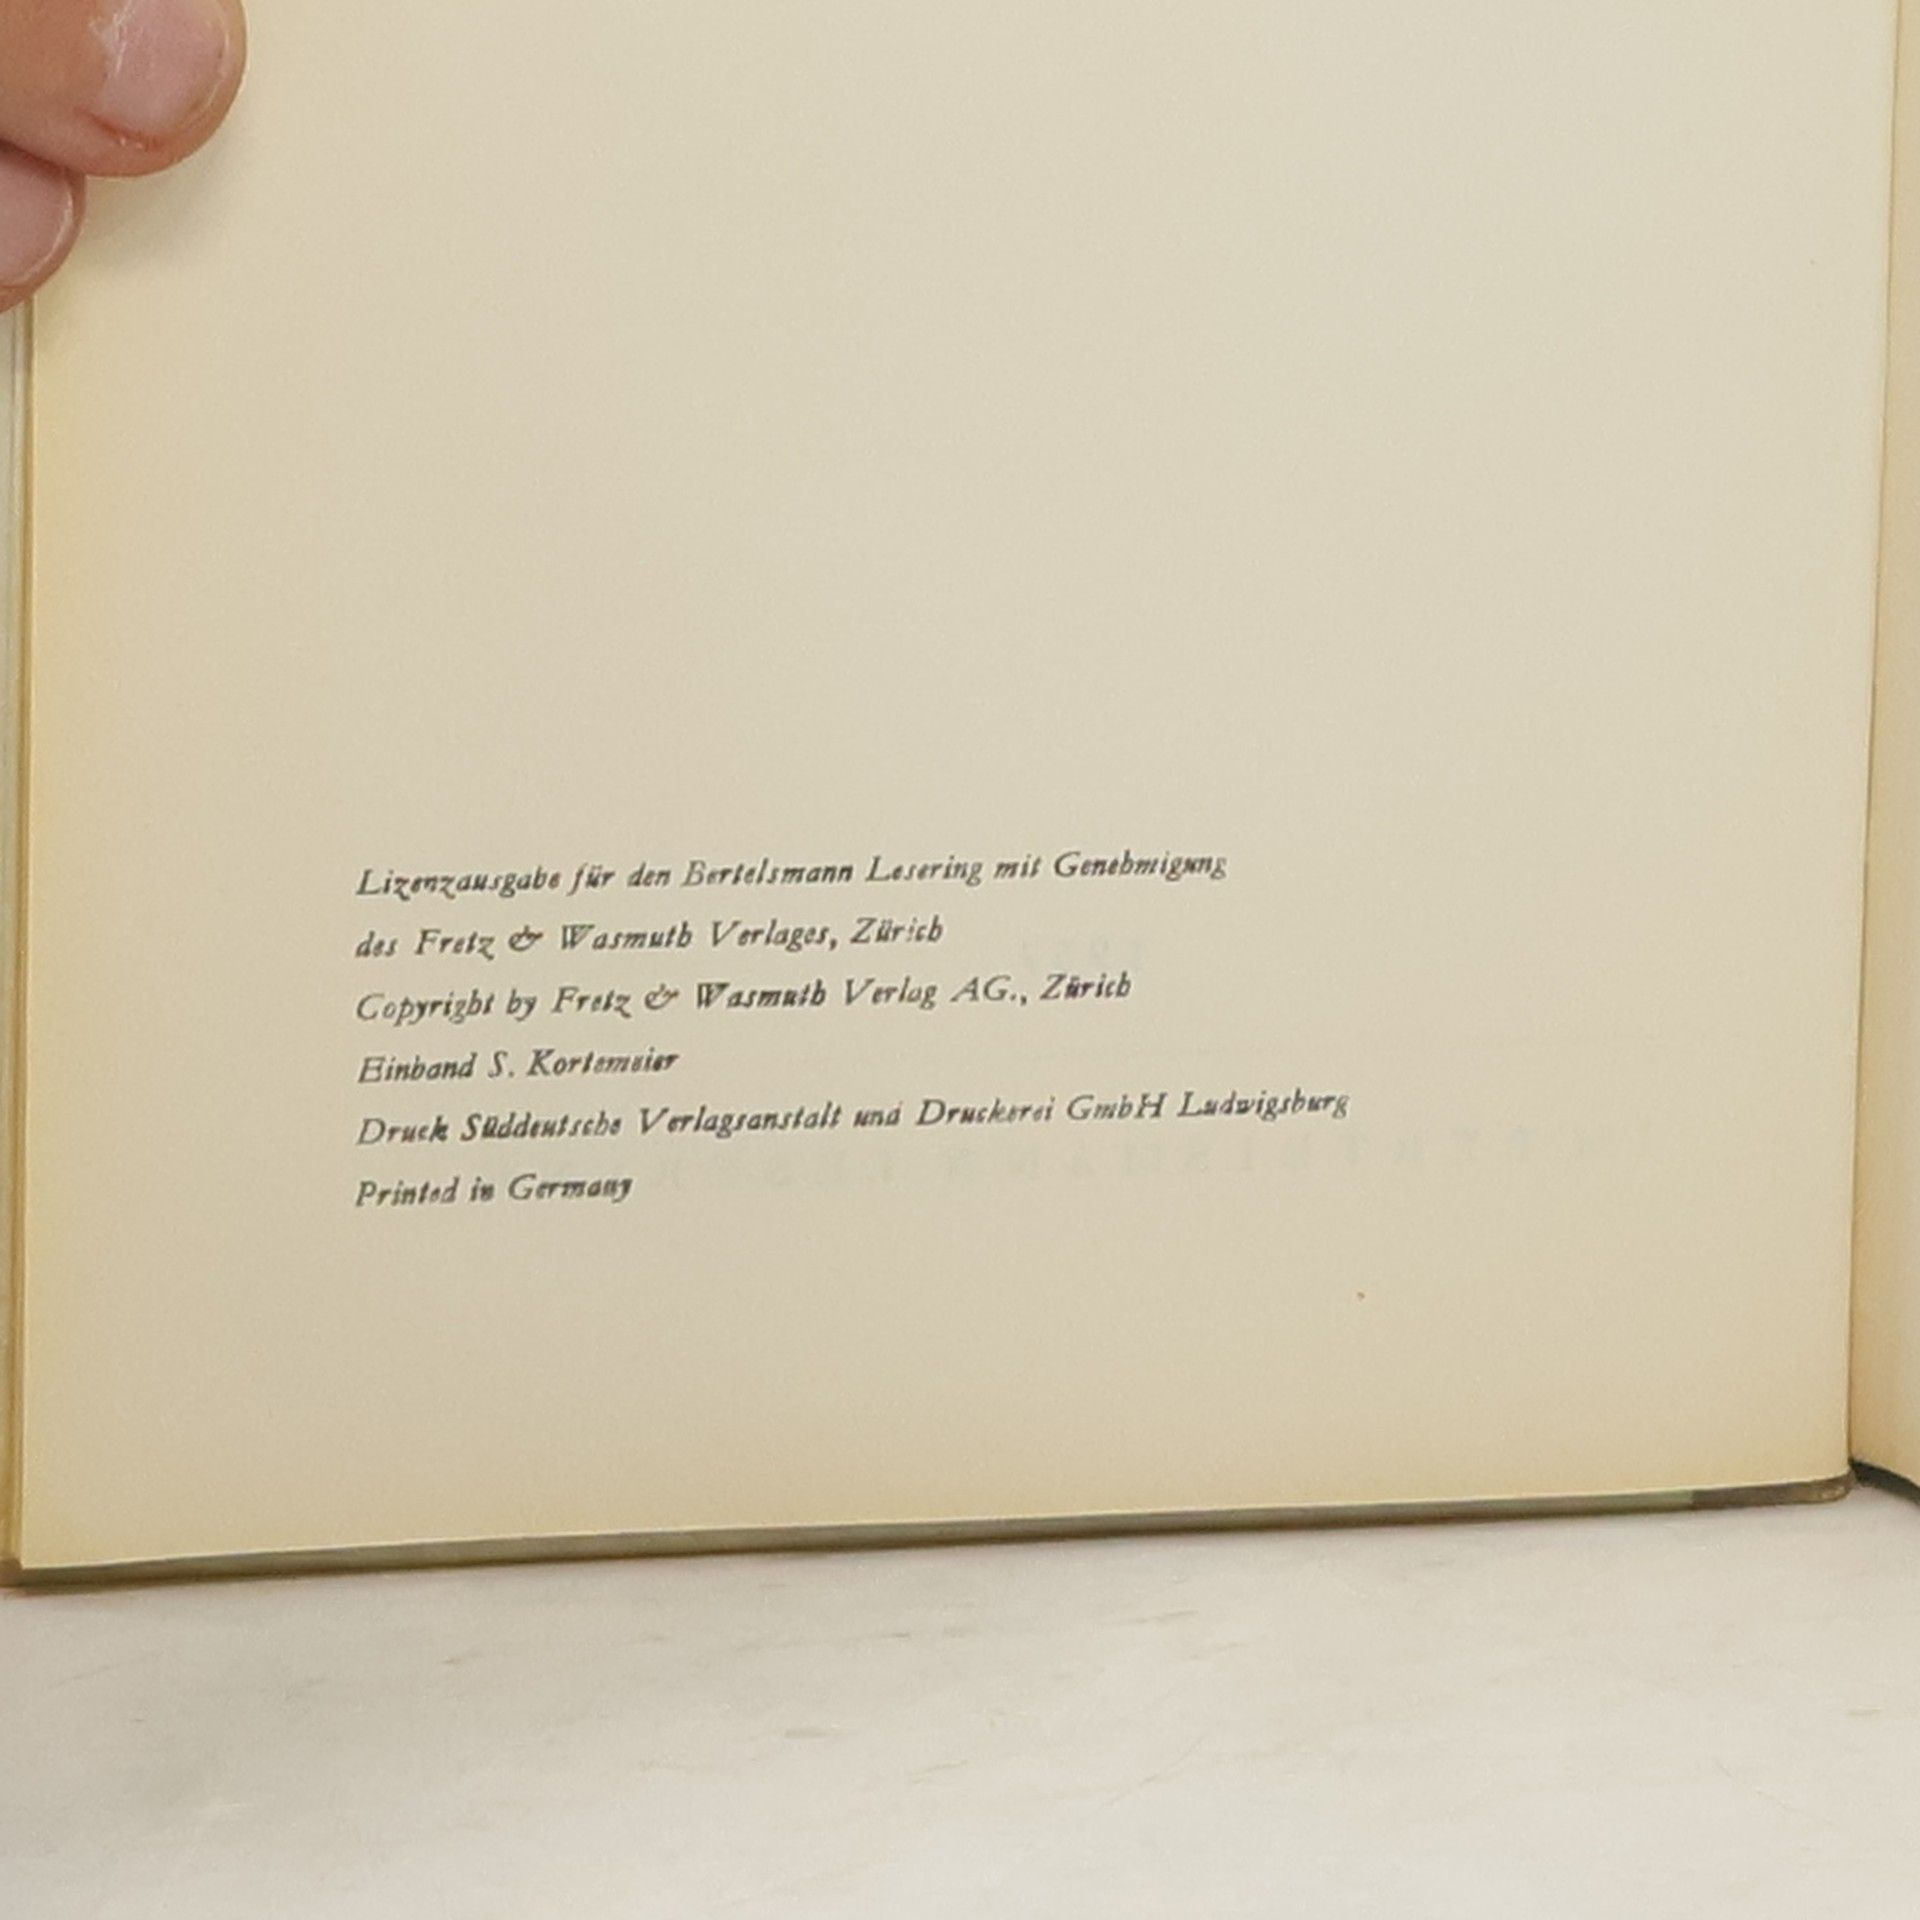 Lizenzausgabe für den Bertelsmann Lesering mit Genehmigung
des Fretz & Wasmuth Verlages, Zürich
Copyright by Fretz & Wasmuth Verlag AG., Zürich
Einband S. Kortemeier
Druck Süddeutsche Verlagsanstalt und Druckerei GmbH Ludwigsburg
Printed in Germany